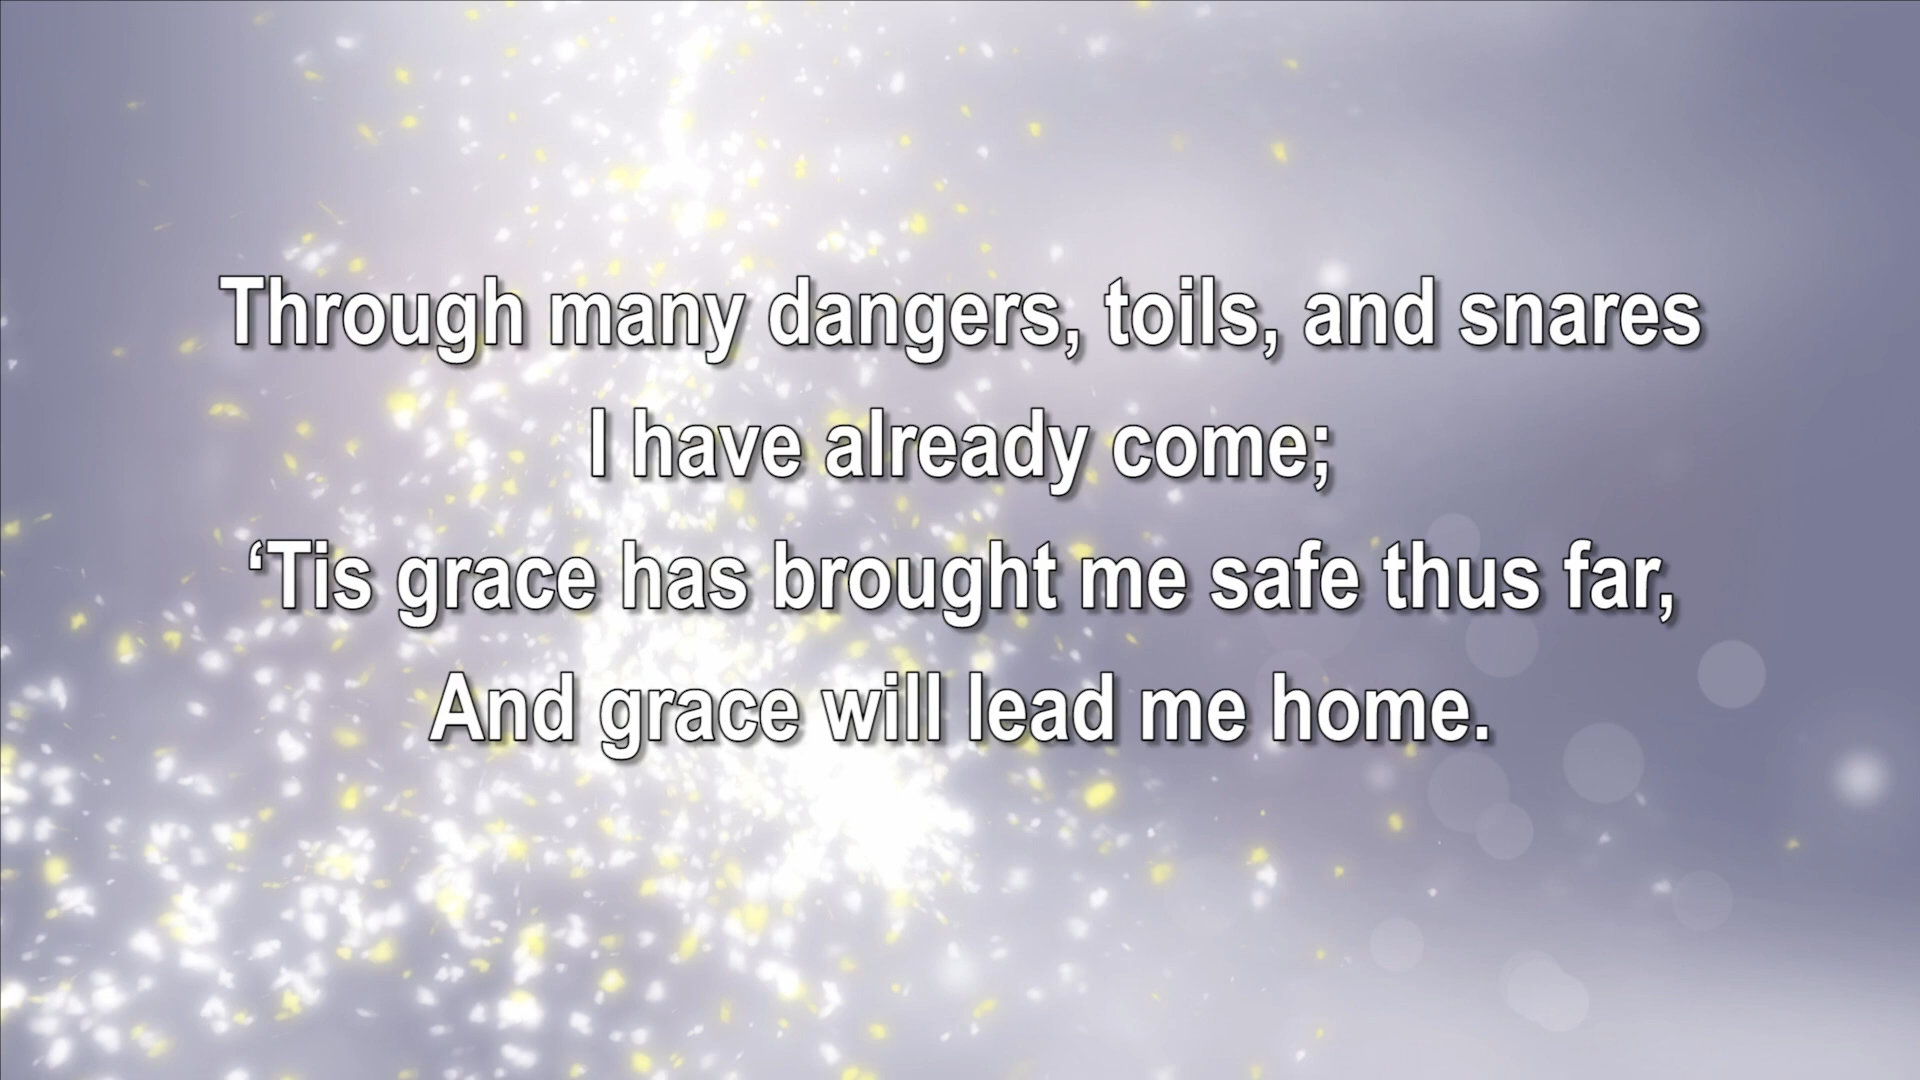 Through many dangers, toils, and snares
I have already come;
‘Tis grace has brought me safe thus far,
And grace will lead me home.